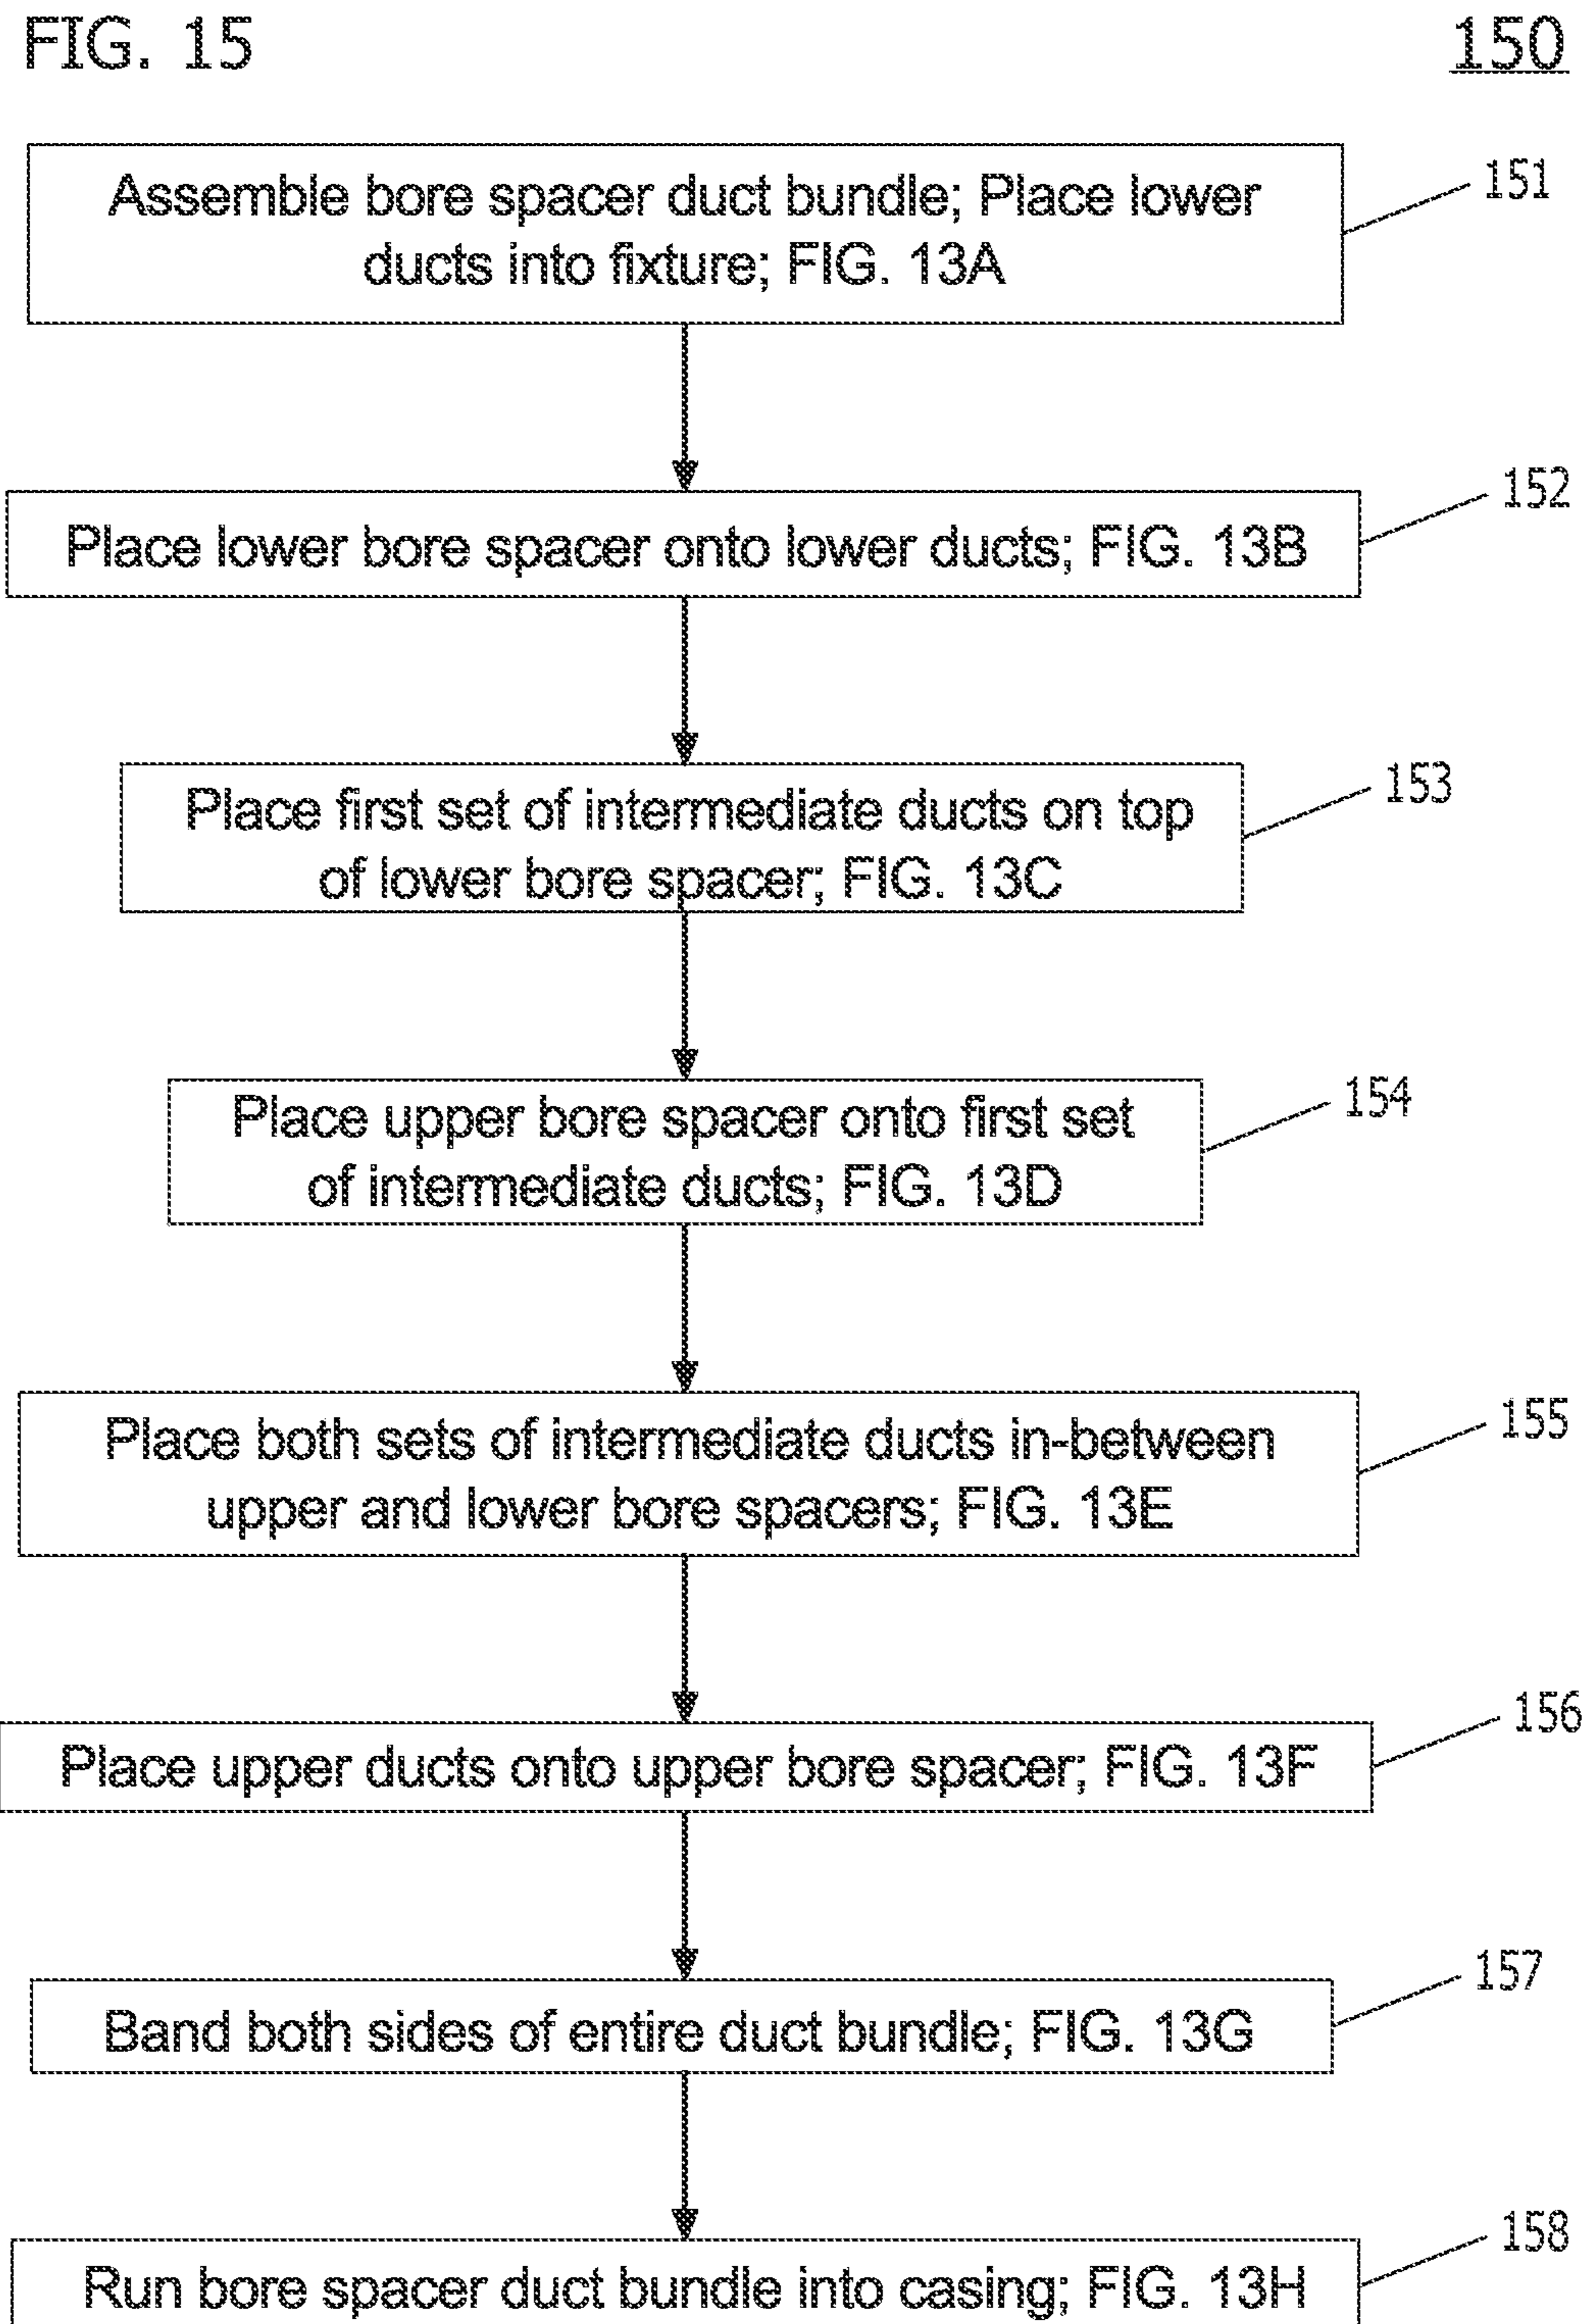 FIG. 15
150
Assemble bore spacer duct bundle; Place lower
ducts into fixture; FIG. 13A
151
Place lower bore spacer onto lower ducts; FIG. 13B
152
Place first set of intermediate ducts on top
of lower bore spacer; FIG. 13C
153
Place upper bore spacer onto first set
of intermediate ducts; FIG. 13D
154
Place both sets of intermediate ducts in-between
upper and lower bore spacers; FIG. 13E
155
Place upper ducts onto upper bore spacer; FIG. 13F
156
Band both sides of entire duct bundle; FIG. 13G
157
Run bore spacer duct bundle into casing; FIG. 13H
158